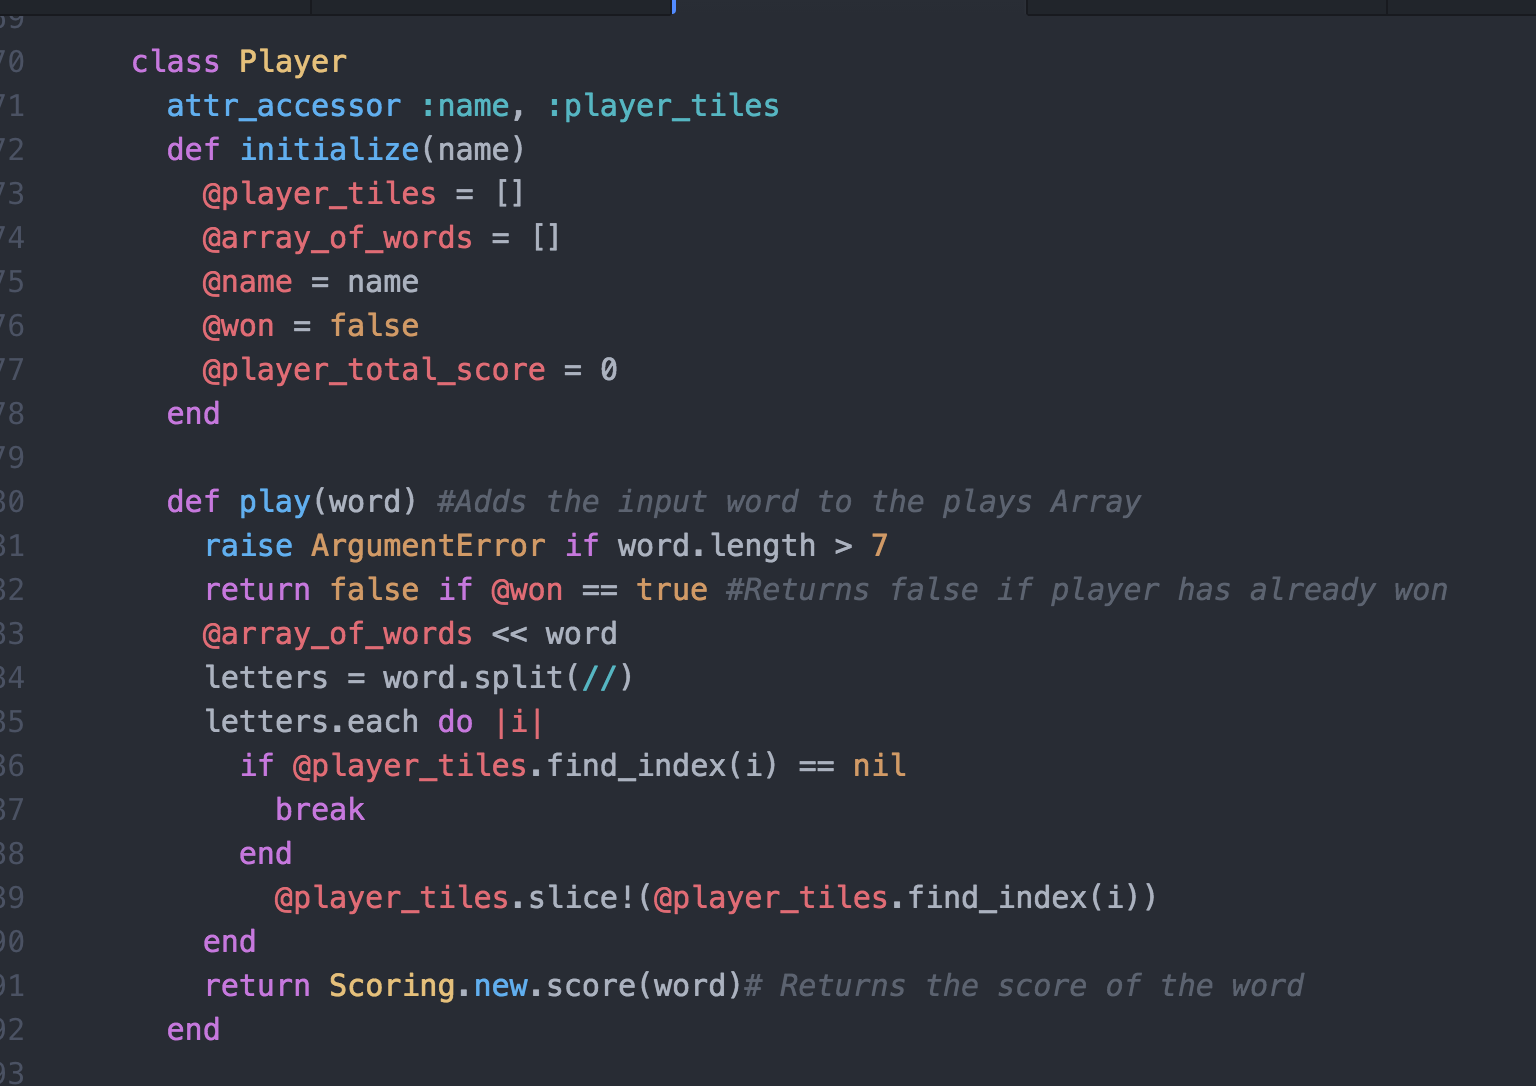 69
70 class Player
71 attr_accessor :name, :player_tiles
72 def initialize(name)
73 @player_tiles = []
74 @array_of_words = []
75 @name = name
76 @won = false
77 @player_total_score = 0
78 end
79
80 def play(word) #Adds the input word to the plays Array
81 raise ArgumentError if word.length > 7
82 return false if @won == true #Returns false if player has already won
83 @array_of_words << word
84 letters = word.split(//)
85 letters.each do |i|
86 if @player_tiles.find_index(i) == nil
87 break
88 end
89 @player_tiles.slice!(@player_tiles.find_index(i))
90 end
91 return Scoring.new.score(word)# Returns the score of the word
92 end
93